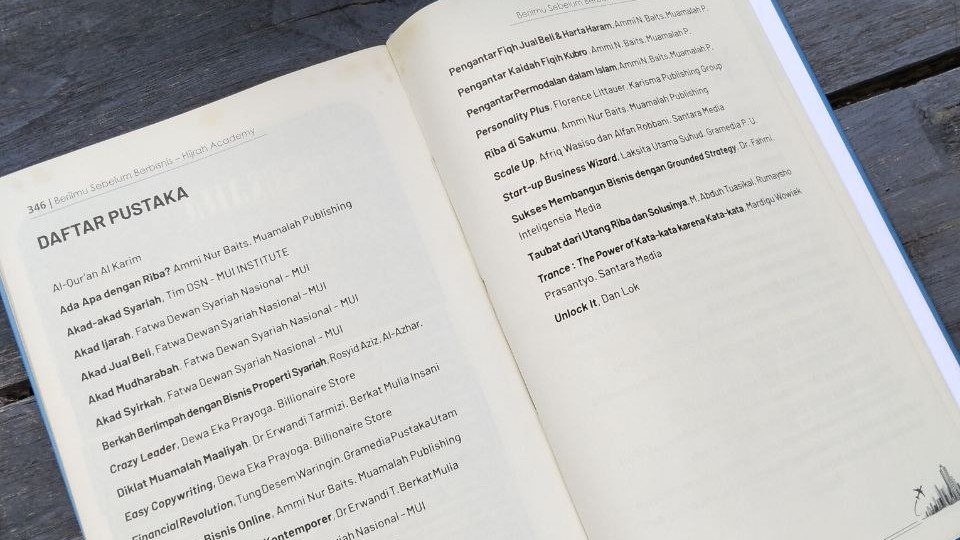 346 | Berilmu Sebelum Berbisnis – Hijrah Academy
DAFTAR PUSTAKA
Al-Qur'an Al Karim
Ada Apa dengan Riba? Ammi Nur Baits. Muamalah Publishing
Akad-akad Syariah, Tim DSN - MUI INSTITUTE
Akad Ijarah, Fatwa Dewan Syariah Nasional - MUI
Akad Jual Beli, Fatwa Dewan Syariah Nasional - MUI
Akad Mudharabah, Fatwa Dewan Syariah Nasional - MUI
Akad Syirkah, Fatwa Dewan Syariah Nasional - MUI
Berkah Berlimpah dengan Bisnis Properti Syariah, Rosyid Aziz, Al-Azhar.
Crazy Leader, Dewa Eka Prayoga. Billionaire Store
Diklat Muamalah Maaliyah, Dr Erwandi Tarmizi, Berkat Mulia Insani
Easy Copywriting, Dewa Eka Prayoga. Billionaire Store
Financial Revolution, Tung Desem Waringin. Gramedia Pustaka Utam
Bisnis Online, Ammi Nur Baits. Muamalah Publishing
Kontemporer, Dr Erwandi T. Berkat Mulia
ah Nasional - MUI
Berilmu Sebelum
Pengantar Fiqh Jual Beli & Harta Haram, Ammi N. Baits. Muamalah P.
Pengantar Kaidah Fiqih Kubro, Ammi N. Baits. Muamalah P.
Pengantar Permodalan dalam Islam, Ammi N. Baits. Muamalah P.
Personality Plus, Florence Littauer. Karisma Publishing Group
Riba di Sakumu, Ammi Nur Baits. Muamalah Publishing
Scale Up, Afriq Wasiso dan Alfan Robbani. Santara Media
Start-up Business Wizard, Laksita Utama Suhud. Gramedia P. U.
Sukses Membangun Bisnis dengan Grounded Strategy, Dr. Fahmi.
Inteligensia Media
Taubat dari Utang Riba dan Solusinya, M. Abduh Tuasikal, Rumaysho
Trance : The Power of Kata-kata karena Kata-kata, Mardigu Wowiek
Prasantyo. Santara Media
Unlock It, Dan Lok